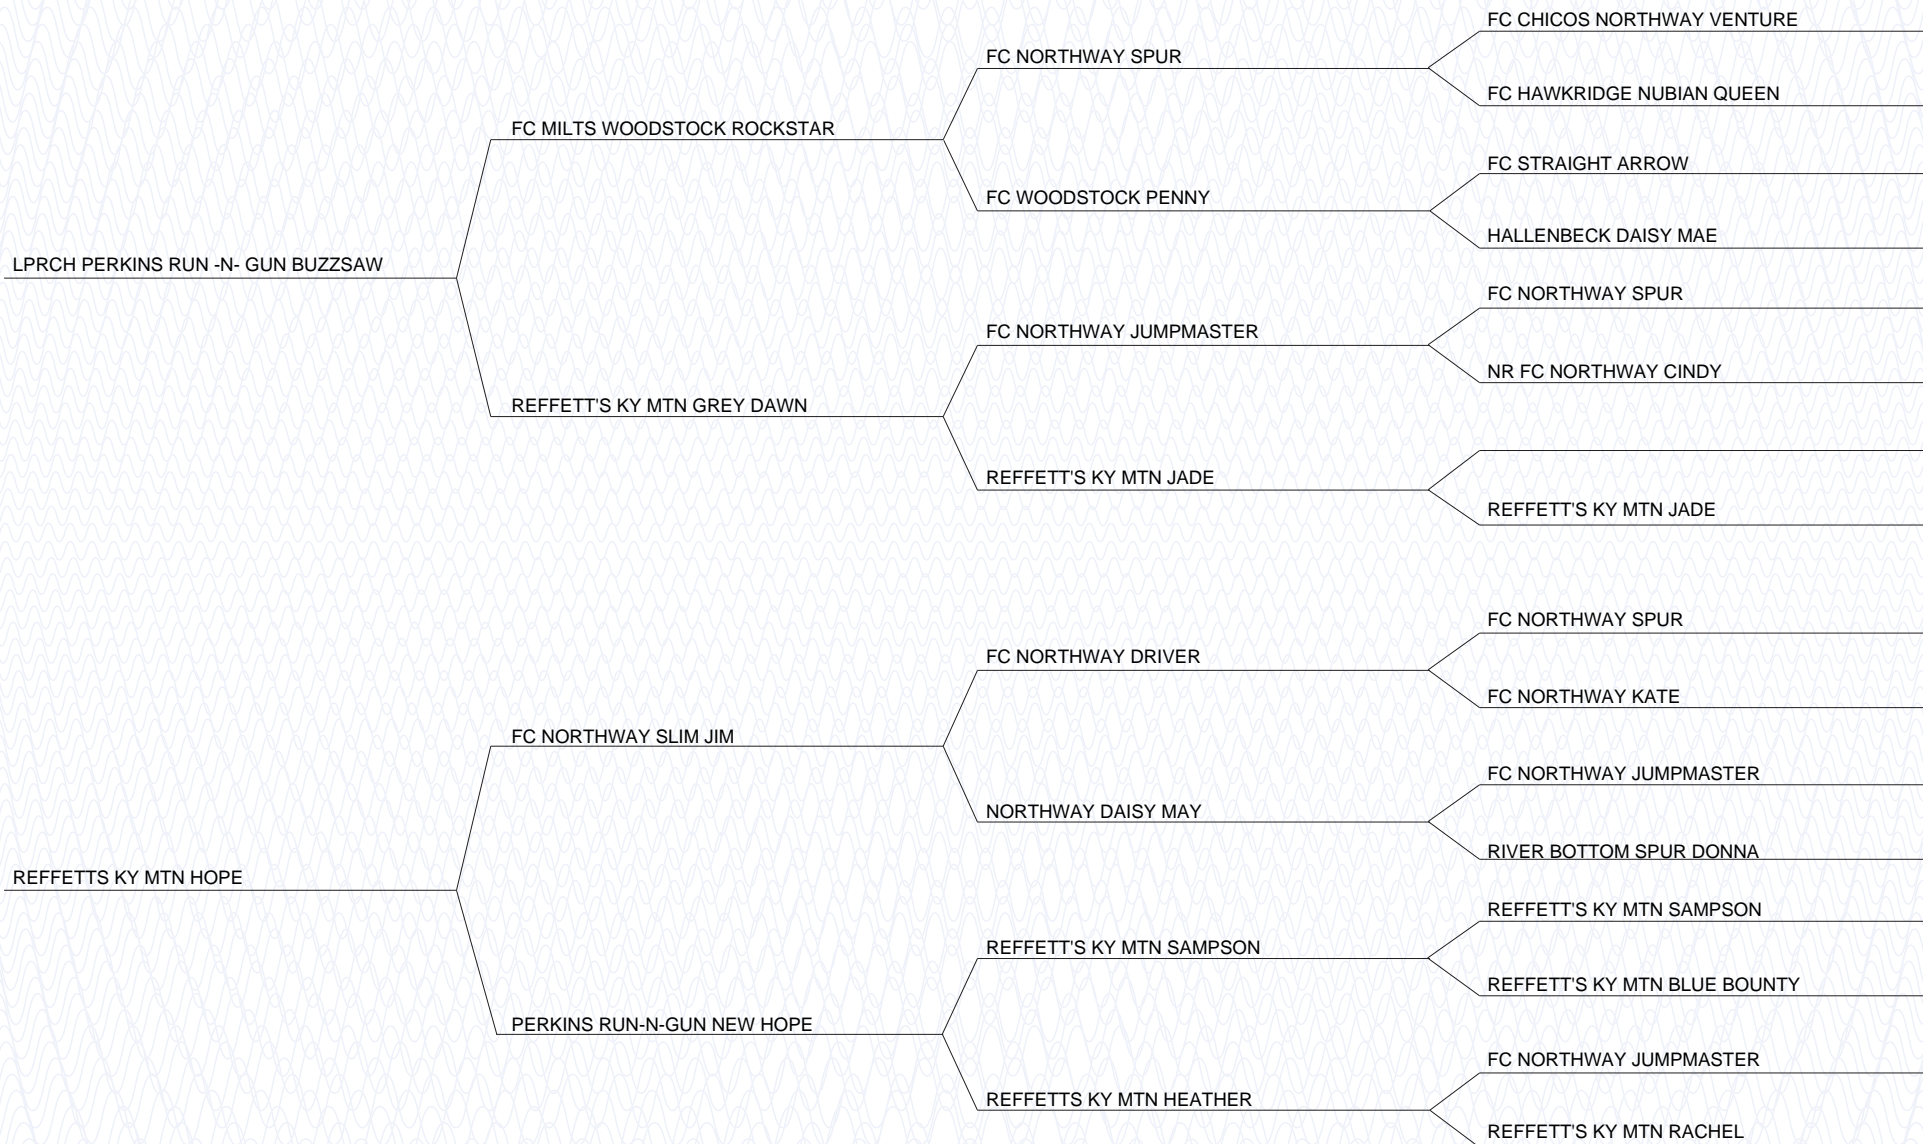 FC CHICOS NORTHWAY VENTURE
FC NORTHWAY SPUR
FC HAWKRIDGE NUBIAN QUEEN
FC MILTS WOODSTOCK ROCKSTAR
FC STRAIGHT ARROW
FC WOODSTOCK PENNY
HALLENBECK DAISY MAE
LPRCH PERKINS RUN -N- GUN BUZZSAW
FC NORTHWAY SPUR
FC NORTHWAY JUMPMASTER
NR FC NORTHWAY CINDY
REFFETT'S KY MTN GREY DAWN
REFFETT'S KY MTN JADE
REFFETT'S KY MTN JADE
FC NORTHWAY SPUR
FC NORTHWAY DRIVER
FC NORTHWAY KATE
FC NORTHWAY SLIM JIM
FC NORTHWAY JUMPMASTER
NORTHWAY DAISY MAY
RIVER BOTTOM SPUR DONNA
REFFETTS KY MTN HOPE
REFFETT'S KY MTN SAMPSON
REFFETT'S KY MTN SAMPSON
REFFETT'S KY MTN BLUE BOUNTY
PERKINS RUN-N-GUN NEW HOPE
FC NORTHWAY JUMPMASTER
REFFETTS KY MTN HEATHER
REFFETT'S KY MTN RACHEL